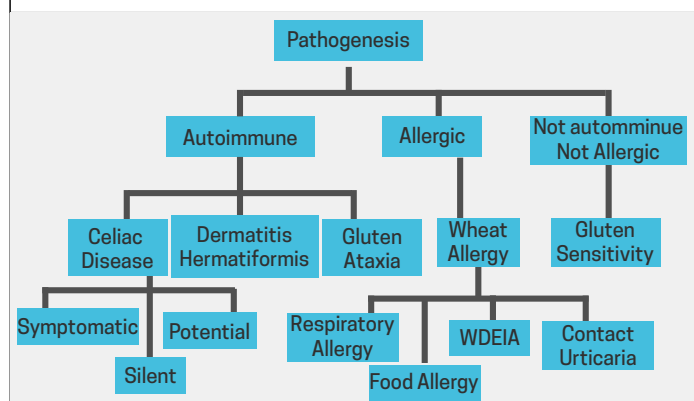 Pathogenesis
Autoimmune
Allergic
Not automminue
Not Allergic
Celiac
Disease
Dermatitis
Hermatiformis
Gluten
Ataxia
Wheat
Allergy
Gluten
Sensitivity
Symptomatic
Silent
Potential
Respiratory
Allergy
Food Allergy
WDEIA
Contact
Urticaria